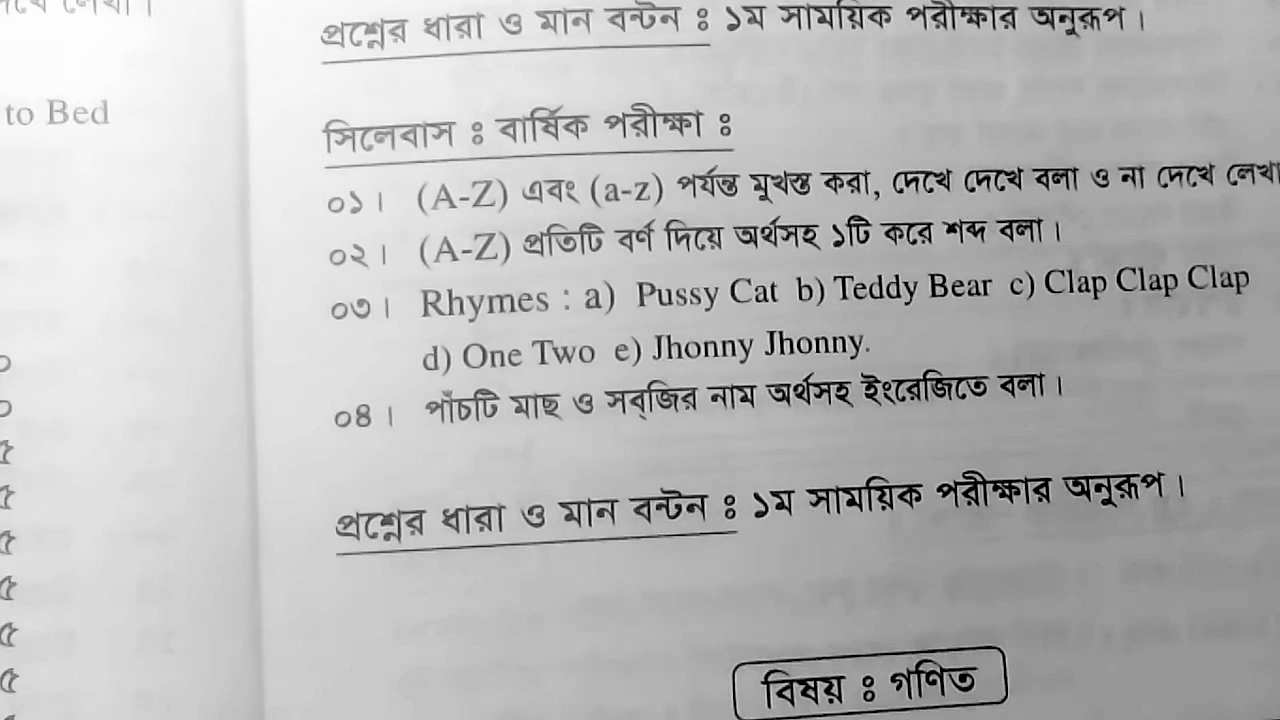 to Bed
প্রশ্নের ধারা ও মান বন্টন : ১ম সাময়িক পরীক্ষার অনুরূপ।
সিলেবাস : বার্ষিক পরীক্ষা :
০১। (A-Z) এবং (a-z) পর্যন্ত মূখস্ত করা, দেখে দেখে বলা ও না দেখে লেখা
০২। (A-Z) প্রতিটি বর্ণ দিয়ে অর্থসহ ১টি করে শব্দ বলা।
০৩। Rhymes : a) Pussy Cat b) Teddy Bear c) Clap Clap Clap
d) One Two e) Jhonny Jhonny.
০৪। পাঁচটি মাছ ও সব্জির নাম অর্থসহ ইংরেজিতে বলা।
প্রশ্নের ধারা ও মান বন্টন : ১ম সাময়িক পরীক্ষার অনুরূপ।
বিষয় : গণিত